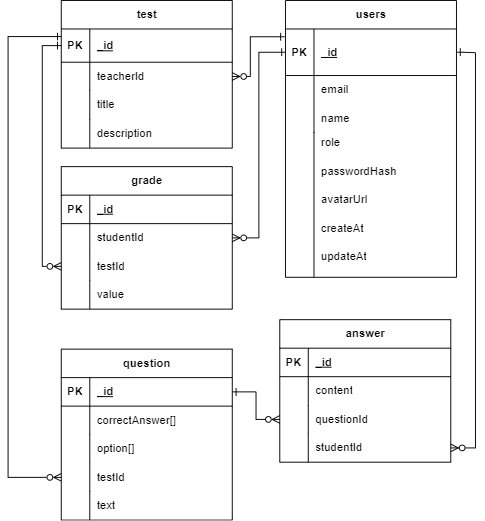 test
PK _id
teacherId
title
description
users
PK _id
email
name
role
passwordHash
avatarUrl
createAt
updateAt
grade
PK _id
studentId
testId
value
question
PK _id
correctAnswer[]
option[]
testId
text
answer
PK _id
content
questionId
studentId